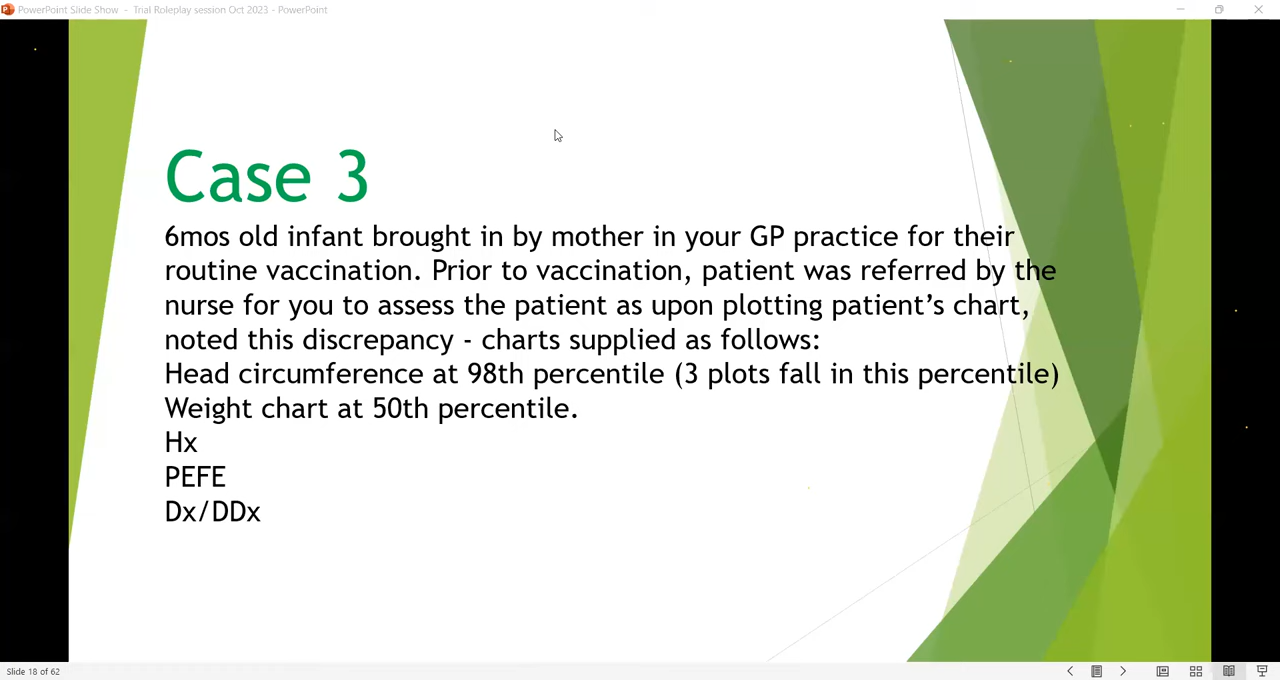 PowerPoint Slide Show - Trial Roleplay session Oct 2023 - PowerPoint
Case 3
6mos old infant brought in by mother in your GP practice for their
routine vaccination. Prior to vaccination, patient was referred by the
nurse for you to assess the patient as upon plotting patient’s chart,
noted this discrepancy - charts supplied as follows:
Head circumference at 98th percentile (3 plots fall in this percentile)
Weight chart at 50th percentile.
Hx
PEFE
Dx/DDx
Slide 18 of 62